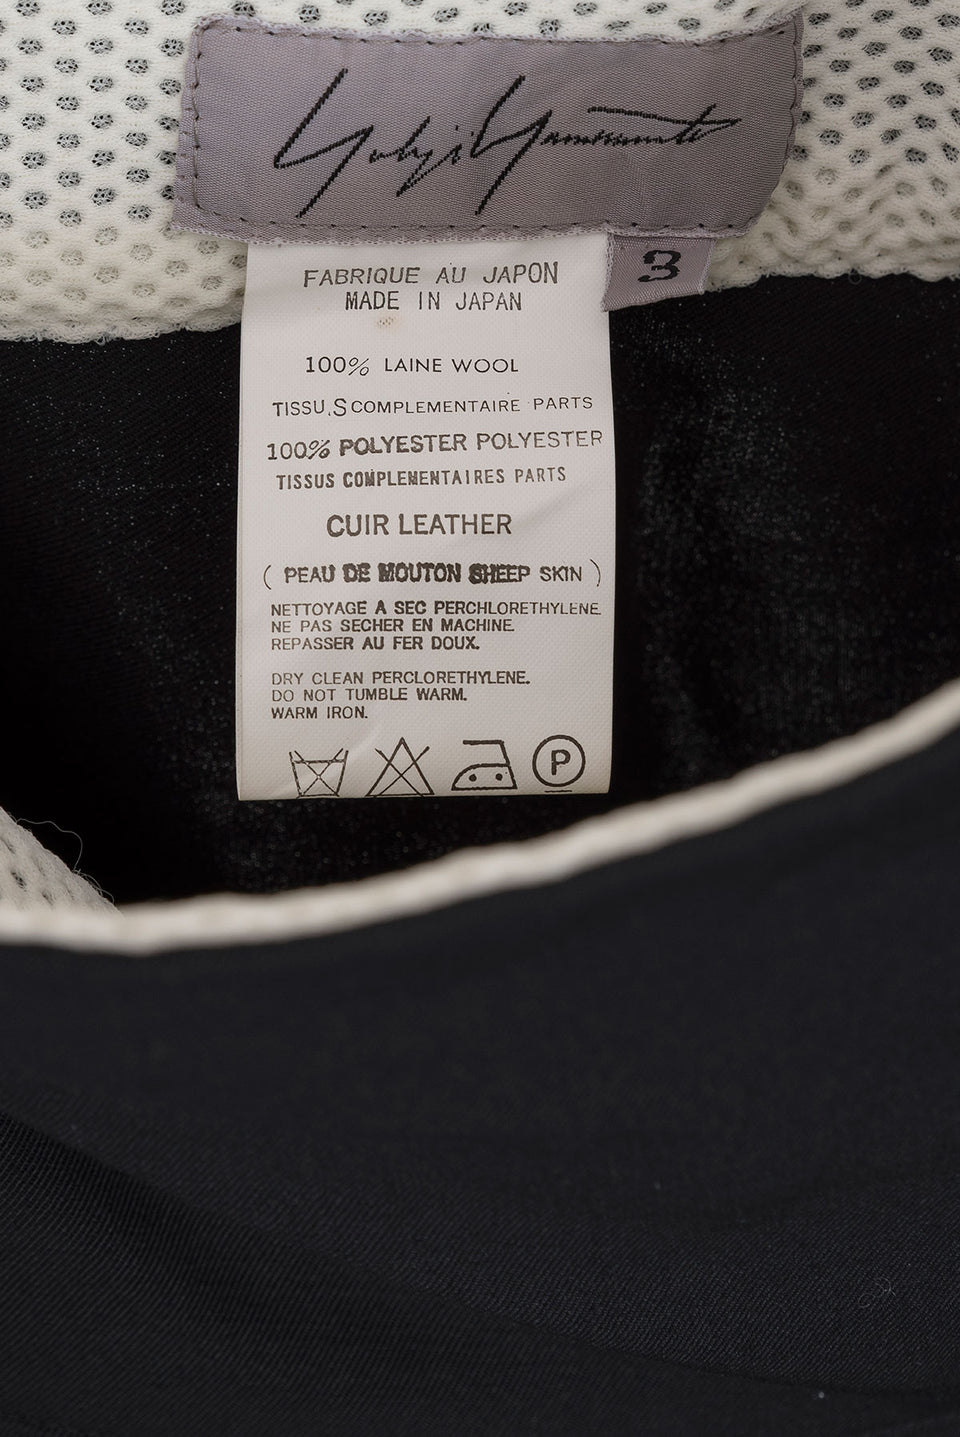 Yohji Yamamoto
3
FABRIQUE AU JAPON
MADE IN JAPAN
100% LAINE WOOL
TISSU,S COMPLEMENTAIRE PARTS
100% POLYESTER POLYESTER
TISSUS COMPLEMENTAIRES PARTS
CUIR LEATHER
( PEAU DE MOUTON SHEEP SKIN )
NETTOYAGE A SEC PERCHLORETHYLENE
NE PAS SECHER EN MACHINE
REPASSER AU FER DOUX.
DRY CLEAN PERCLORETHYLENE.
DO NOT TUMBLE WARM.
WARM IRON.
P